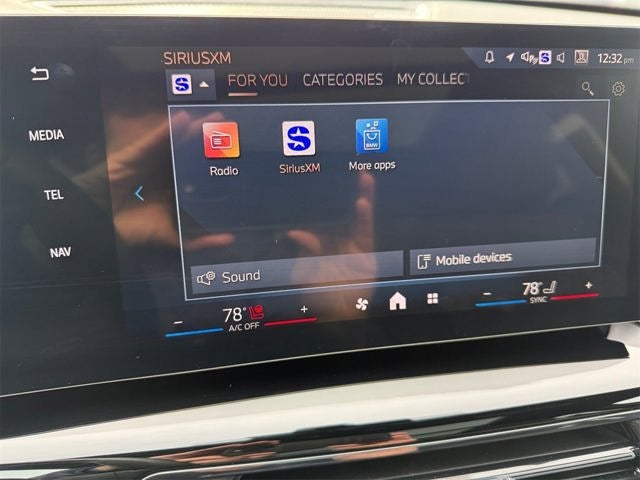 SIRIUSXM
12:32 pm
FOR YOU CATEGORIES MY COLLECT
MEDIA
TEL
NAV
Radio
SiriusXM
BMW
More apps
Sound
Mobile devices
− 78° +
A/C OFF
− 78° +
SYNC